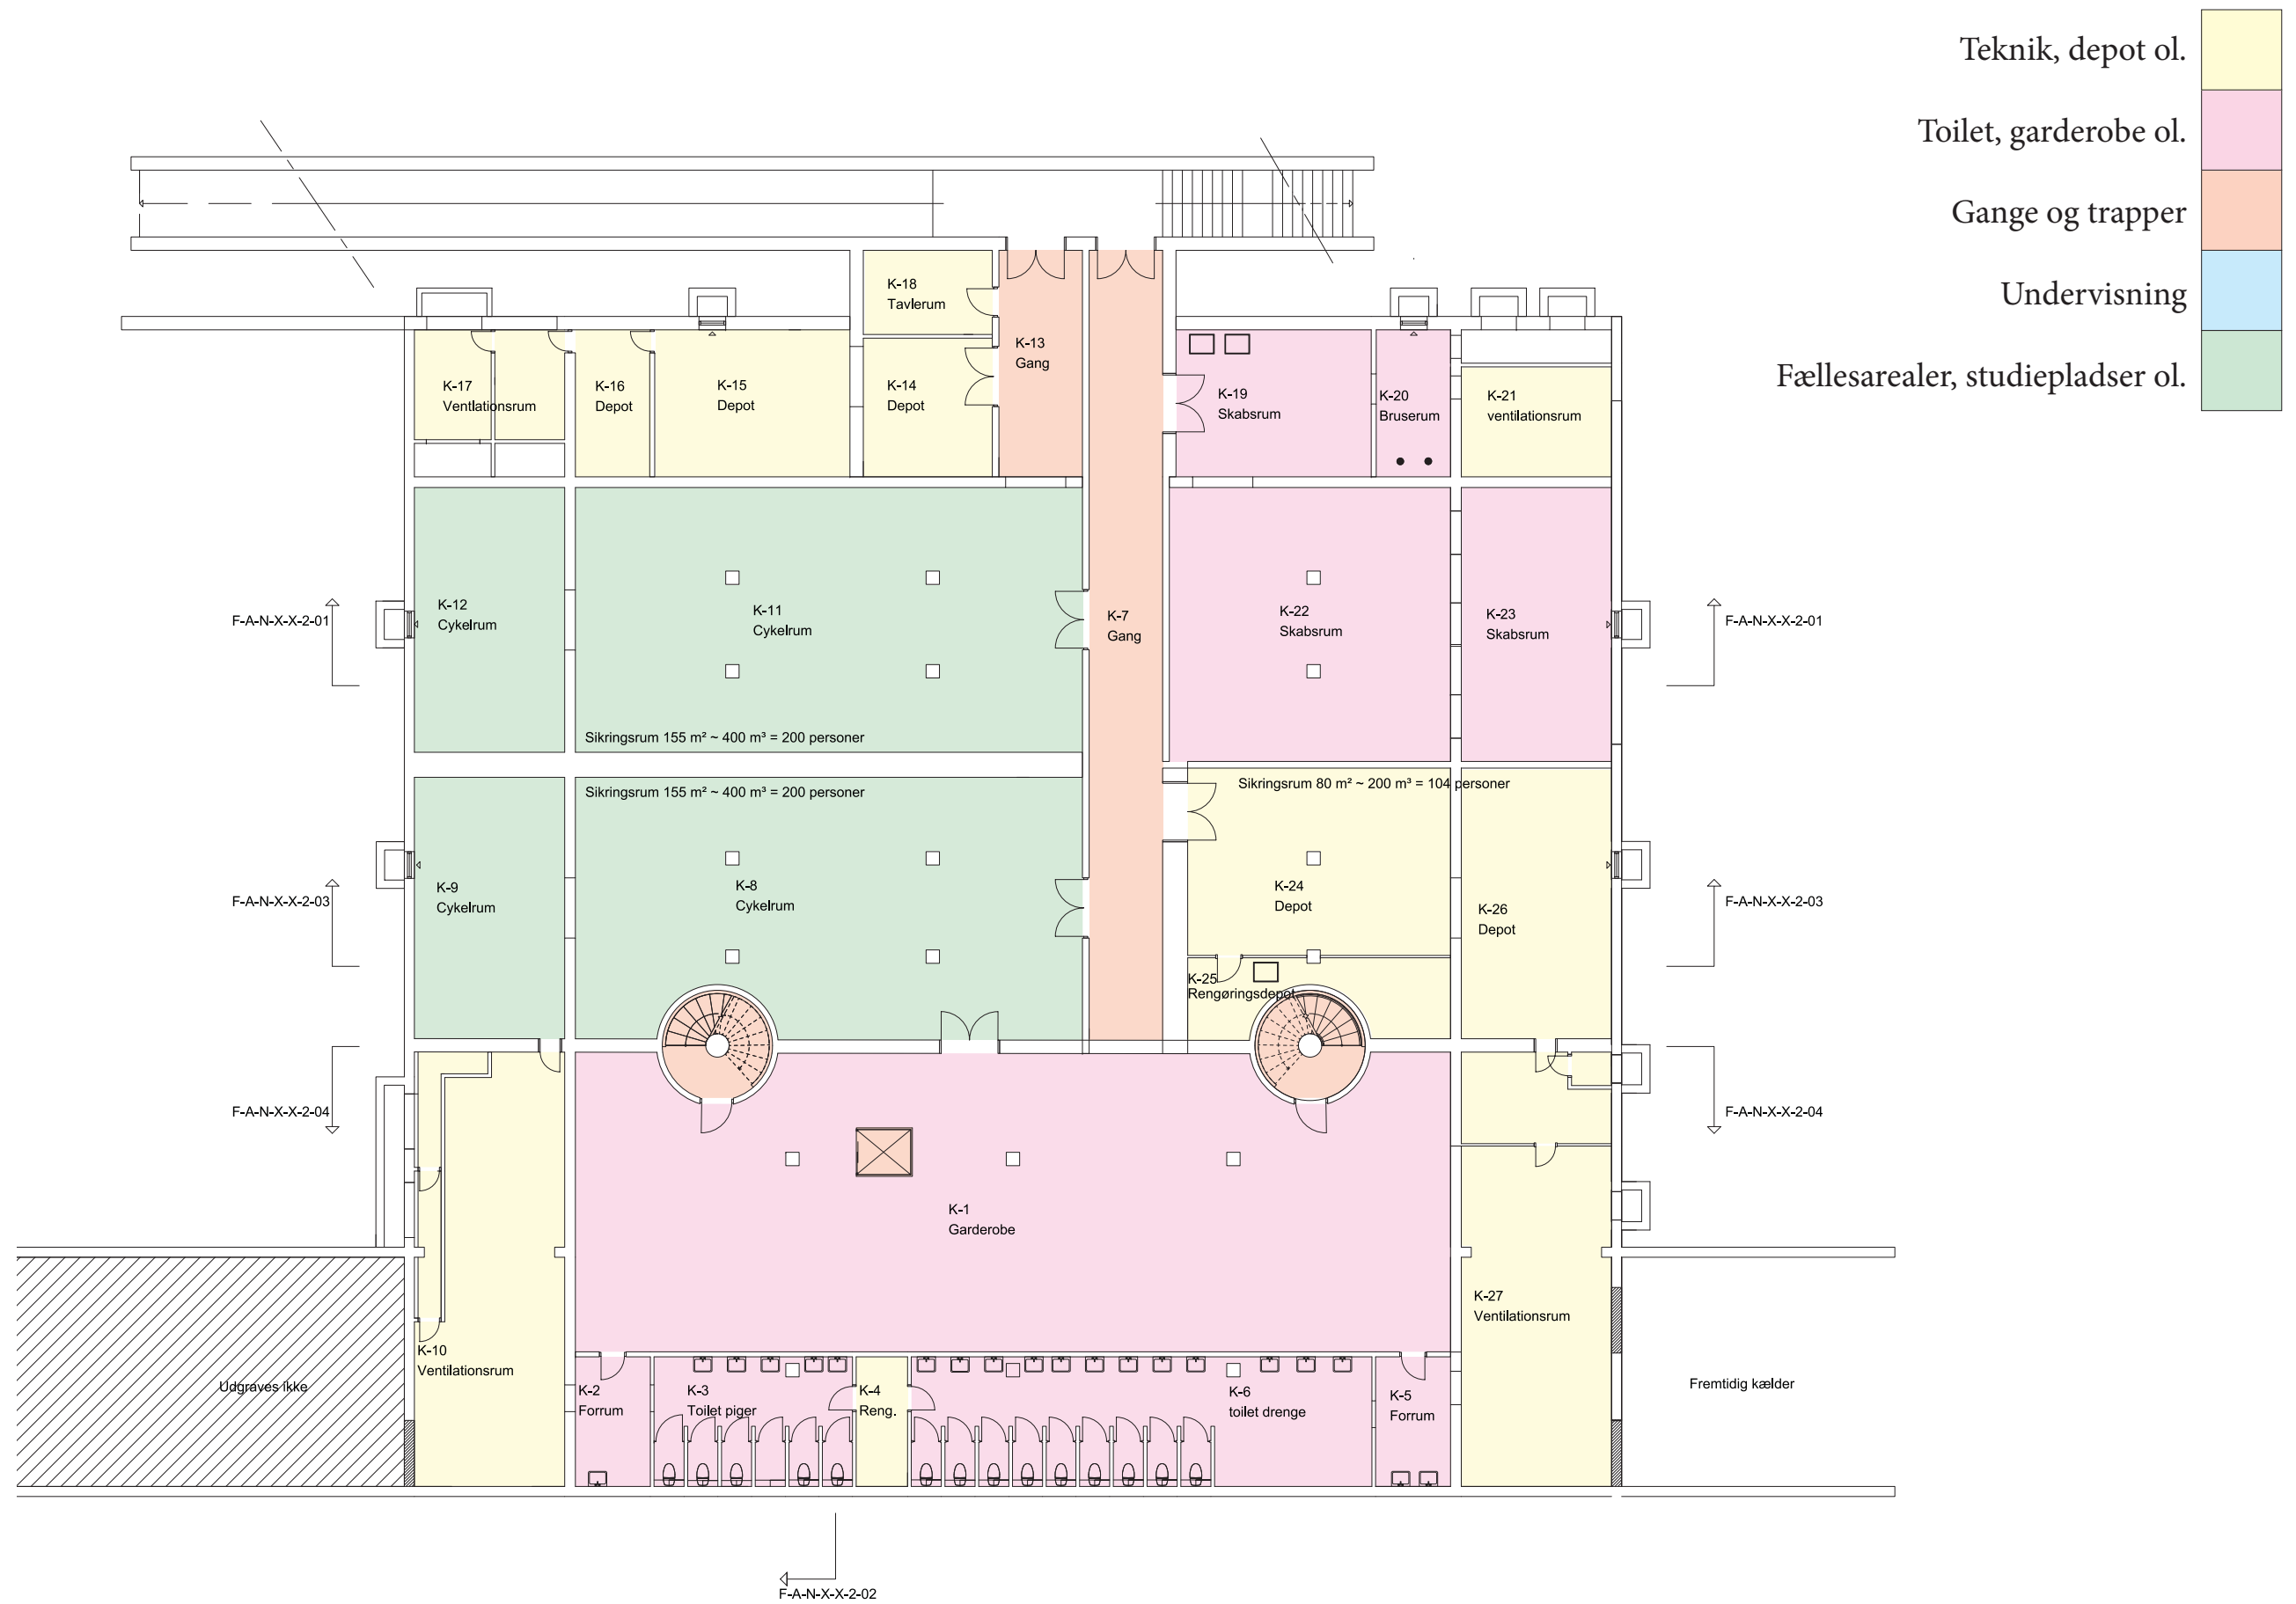 Teknik, depot ol.
Toilet, garderobe ol.
Gange og trapper
Undervisning
Fællesarealer, studiepladser ol.
K-18
Tavlerum
K-13
Gang
K-17
Ventlationsrum
K-16
Depot
K-15
Depot
K-14
Depot
K-19
Skabsrum
K-20
Bruserum
K-21
ventilationsrum
F-A-N-X-X-2-01
K-12
Cykelrum
K-11
Cykelrum
K-7
Gang
K-22
Skabsrum
K-23
Skabsrum
F-A-N-X-X-2-01
Sikringsrum 155 m² ~ 400 m³ = 200 personer
Sikringsrum 155 m² ~ 400 m³ = 200 personer
Sikringsrum 80 m² ~ 200 m³ = 104 personer
F-A-N-X-X-2-03
K-9
Cykelrum
K-8
Cykelrum
K-24
Depot
K-26
Depot
F-A-N-X-X-2-03
K-25
Rengøringsdepot
F-A-N-X-X-2-04
F-A-N-X-X-2-04
K-1
Garderobe
K-27
Ventilationsrum
K-10
Ventilationsrum
Udgraves ikke
K-2
Forrum
K-3
Toilet piger
K-4
Reng.
K-6
toilet drenge
K-5
Forrum
Fremtidig kælder
F-A-N-X-X-2-02